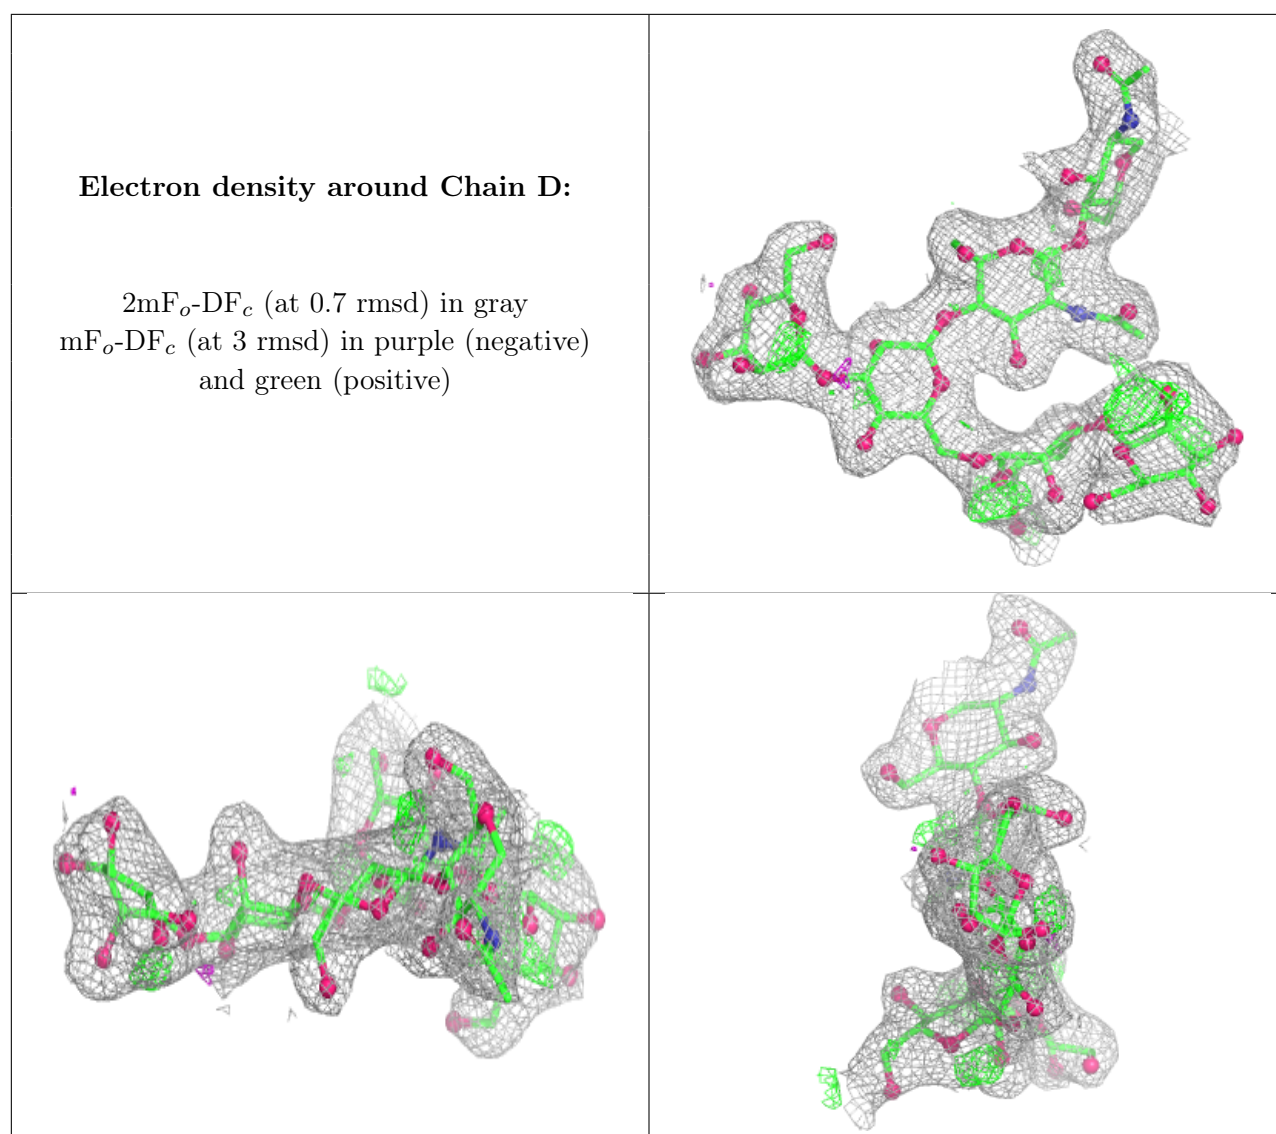 Electron density around Chain D:
2mFₒ-DF𝒸 (at 0.7 rmsd) in gray
mFₒ-DF𝒸 (at 3 rmsd) in purple (negative)
and green (positive)